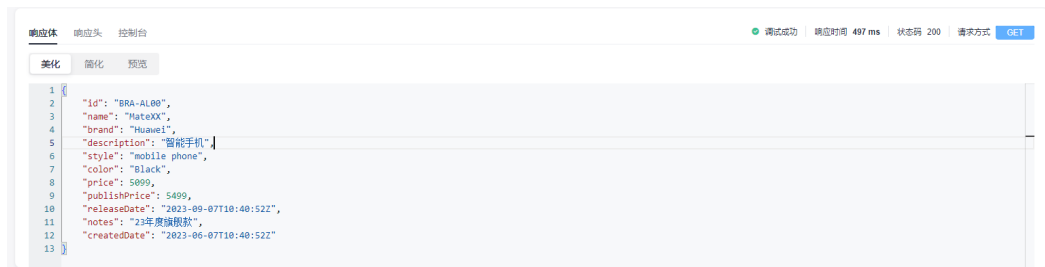 响应体 响应头 控制台 调试成功 响应时间 497 ms 状态码 200 请求方式 GET
美化 简化 预览
1 {
2 "id": "BRA-AL00",
3 "name": "MateXX",
4 "brand": "Huawei",
5 "description": "智能手机",
6 "style": "mobile phone",
7 "color": "Black",
8 "price": 5099,
9 "publishPrice": 5499,
10 "releaseDate": "2023-09-07T10:40:52Z",
11 "notes": "23年度旗舰款",
12 "createdDate": "2023-06-07T10:40:52Z"
13 }